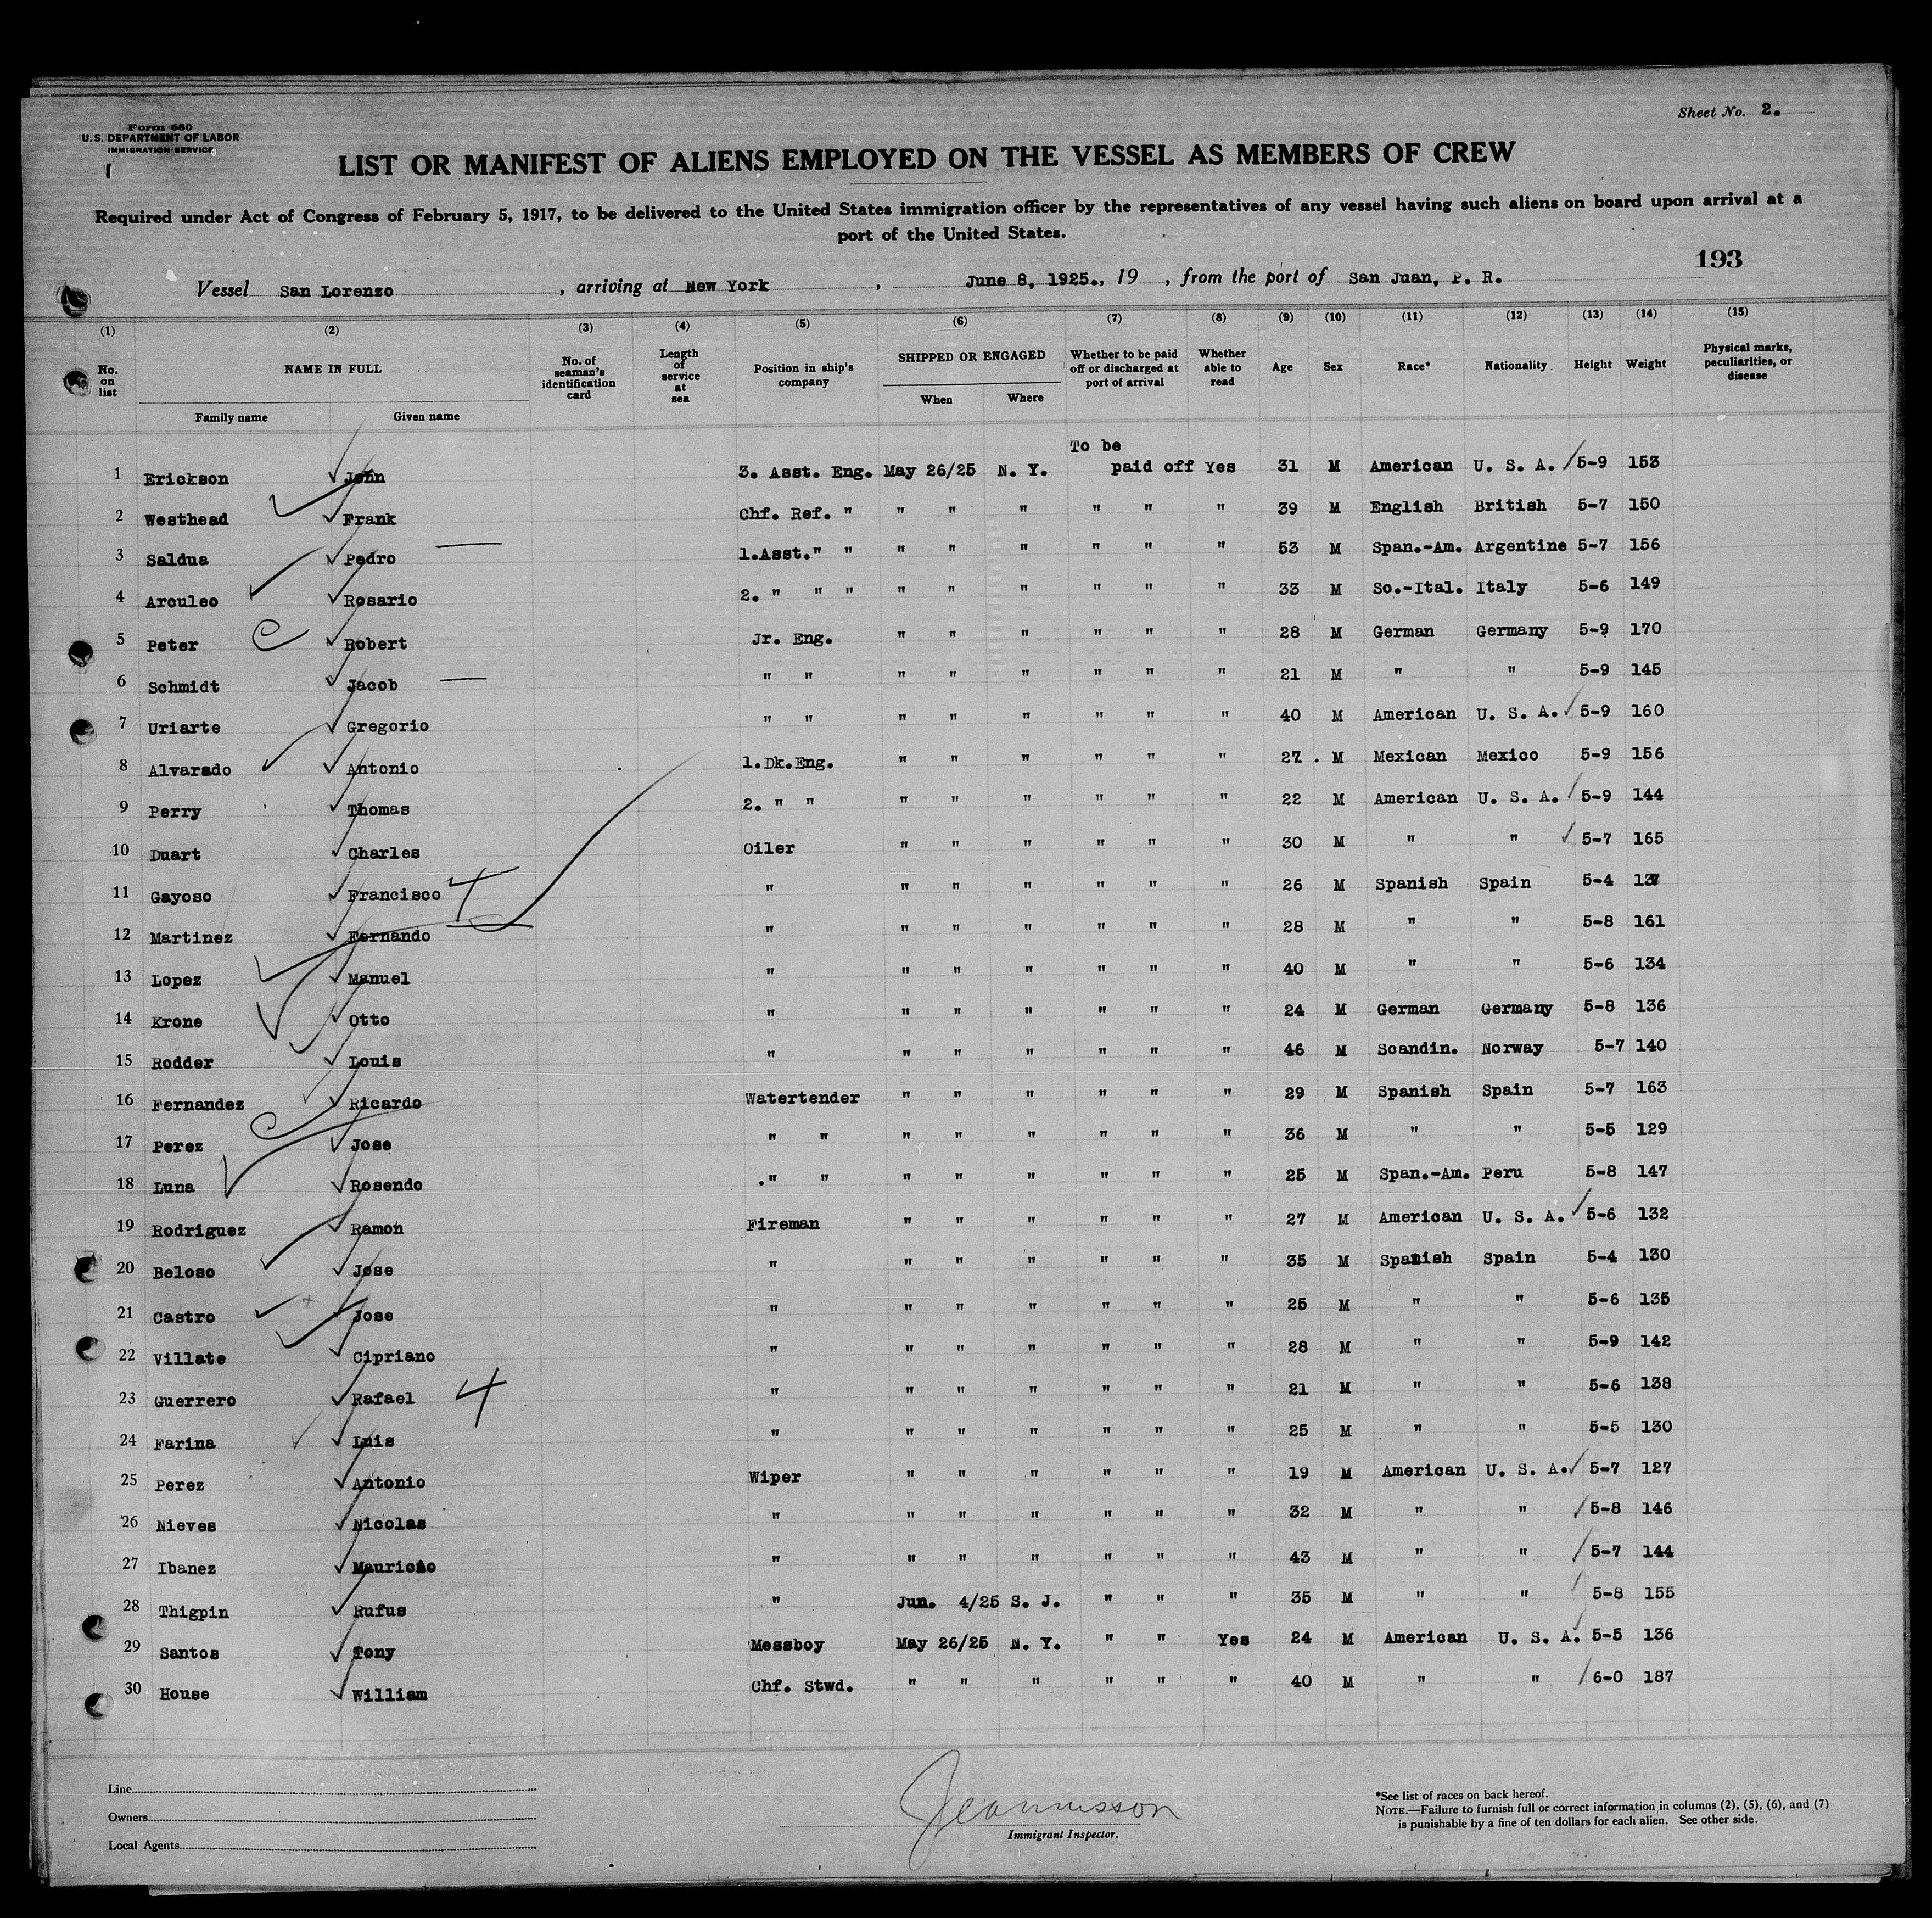 Form 680
U.S. DEPARTMENT OF LABOR
IMMIGRATION SERVICE
Sheet No. 2.
LIST OR MANIFEST OF ALIENS EMPLOYED ON THE VESSEL AS MEMBERS OF CREW
Required under Act of Congress of February 5, 1917, to be delivered to the United States immigration officer by the representatives of any vessel having such aliens on board upon arrival at a
port of the United States.
193
Vessel San Lorenzo, arriving at New York, June 8, 1925., 19 , from the port of San Juan, P. R.
(1) (2) (3) (4) (5) (6) (7) (8) (9) (10) (11) (12) (13) (14) (15)
No. on list NAME IN FULL Family name Given name No. of seaman's identification card Length of service at sea Position in ship's company SHIPPED OR ENGAGED When Where Whether to be paid off or discharged at port of arrival Whether able to read Age Sex Race* Nationality Height Weight Physical marks, peculiarities, or disease
To be
1 Erickson John 3. Asst. Eng. May 26/25 N. Y. paid off Yes 31 M American U. S. A. 5-9 153
2 Westhead Frank Chf. Ref. " " " " " " " 39 M English British 5-7 150
3 Saldua Pedro 1.Asst." " " " " " " " 53 M Span.-Am. Argentine 5-7 156
4 Arculeo Rosario 2. " " " " " " " " " 33 M So.-Ital. Italy 5-6 149
5 Peter Robert Jr. Eng. " " " " " " 28 M German Germany 5-9 170
6 Schmidt Jacob " " " " " " " " 21 M " " 5-9 145
7 Uriarte Gregorio " " " " " " " " 40 M American U. S. A. 5-9 160
8 Alvarado Antonio 1.Dk.Eng. " " " " " " 27. M Mexican Mexico 5-9 156
9 Perry Thomas 2. " " " " " " " " 22 M American U. S. A. 5-9 144
10 Duart Charles Oiler " " " " " " 30 M " " 5-7 165
11 Gayoso Francisco 4 " " " " " " " 26 M Spanish Spain 5-4 137
12 Martinez Fernando " " " " " " " 28 M " " 5-8 161
13 Lopez Manuel " " " " " " " 40 M " " 5-6 134
14 Krone Otto " " " " " " " 24 M German Germany 5-8 136
15 Rodder Louis " " " " " " " 46 M Scandin. Norway 5-7 140
16 Fernandez Ricardo Watertender " " " " " " 29 M Spanish Spain 5-7 163
17 Perez Jose " " " " " " " " 36 M " " 5-5 129
18 Luna Rosendo ." " " " " " " " 25 M Span.-Am. Peru 5-8 147
19 Rodriguez Ramon Fireman " " " " " " 27 M American U. S. A. 5-6 132
20 Beloso Jose " " " " " " " 35 M Spanish Spain 5-4 130
21 Castro Jose " " " " " " " 25 M " " 5-6 135
22 Villate Cipriano " " " " " " " 28 M " " 5-9 142
23 Guerrero Rafael 4 " " " " " " " 21 M " " 5-6 138
24 Farina Luis " " " " " " " 25 M " " 5-5 130
25 Perez Antonio Wiper " " " " " " 19 M American U. S. A. 5-7 127
26 Nieves Nicolas " " " " " " " 32 M " " 5-8 146
27 Ibanez Mauricio " " " " " " " 43 M " " 5-7 144
28 Thigpin Rufus " Jun. 4/25 S. J. " " " 35 M " " 5-8 155
29 Santos Tony Messboy May 26/25 N. Y. " " Yes 24 M American U. S. A. 5-5 136
30 House William Chf. Stwd. " " " " " " 40 M " " 6-0 187
Line
Owners
Local Agents
Immigrant Inspector.
*See list of races on back hereof.
NOTE.—Failure to furnish full or correct information in columns (2), (5), (6), and (7)
is punishable by a fine of ten dollars for each alien. See other side.